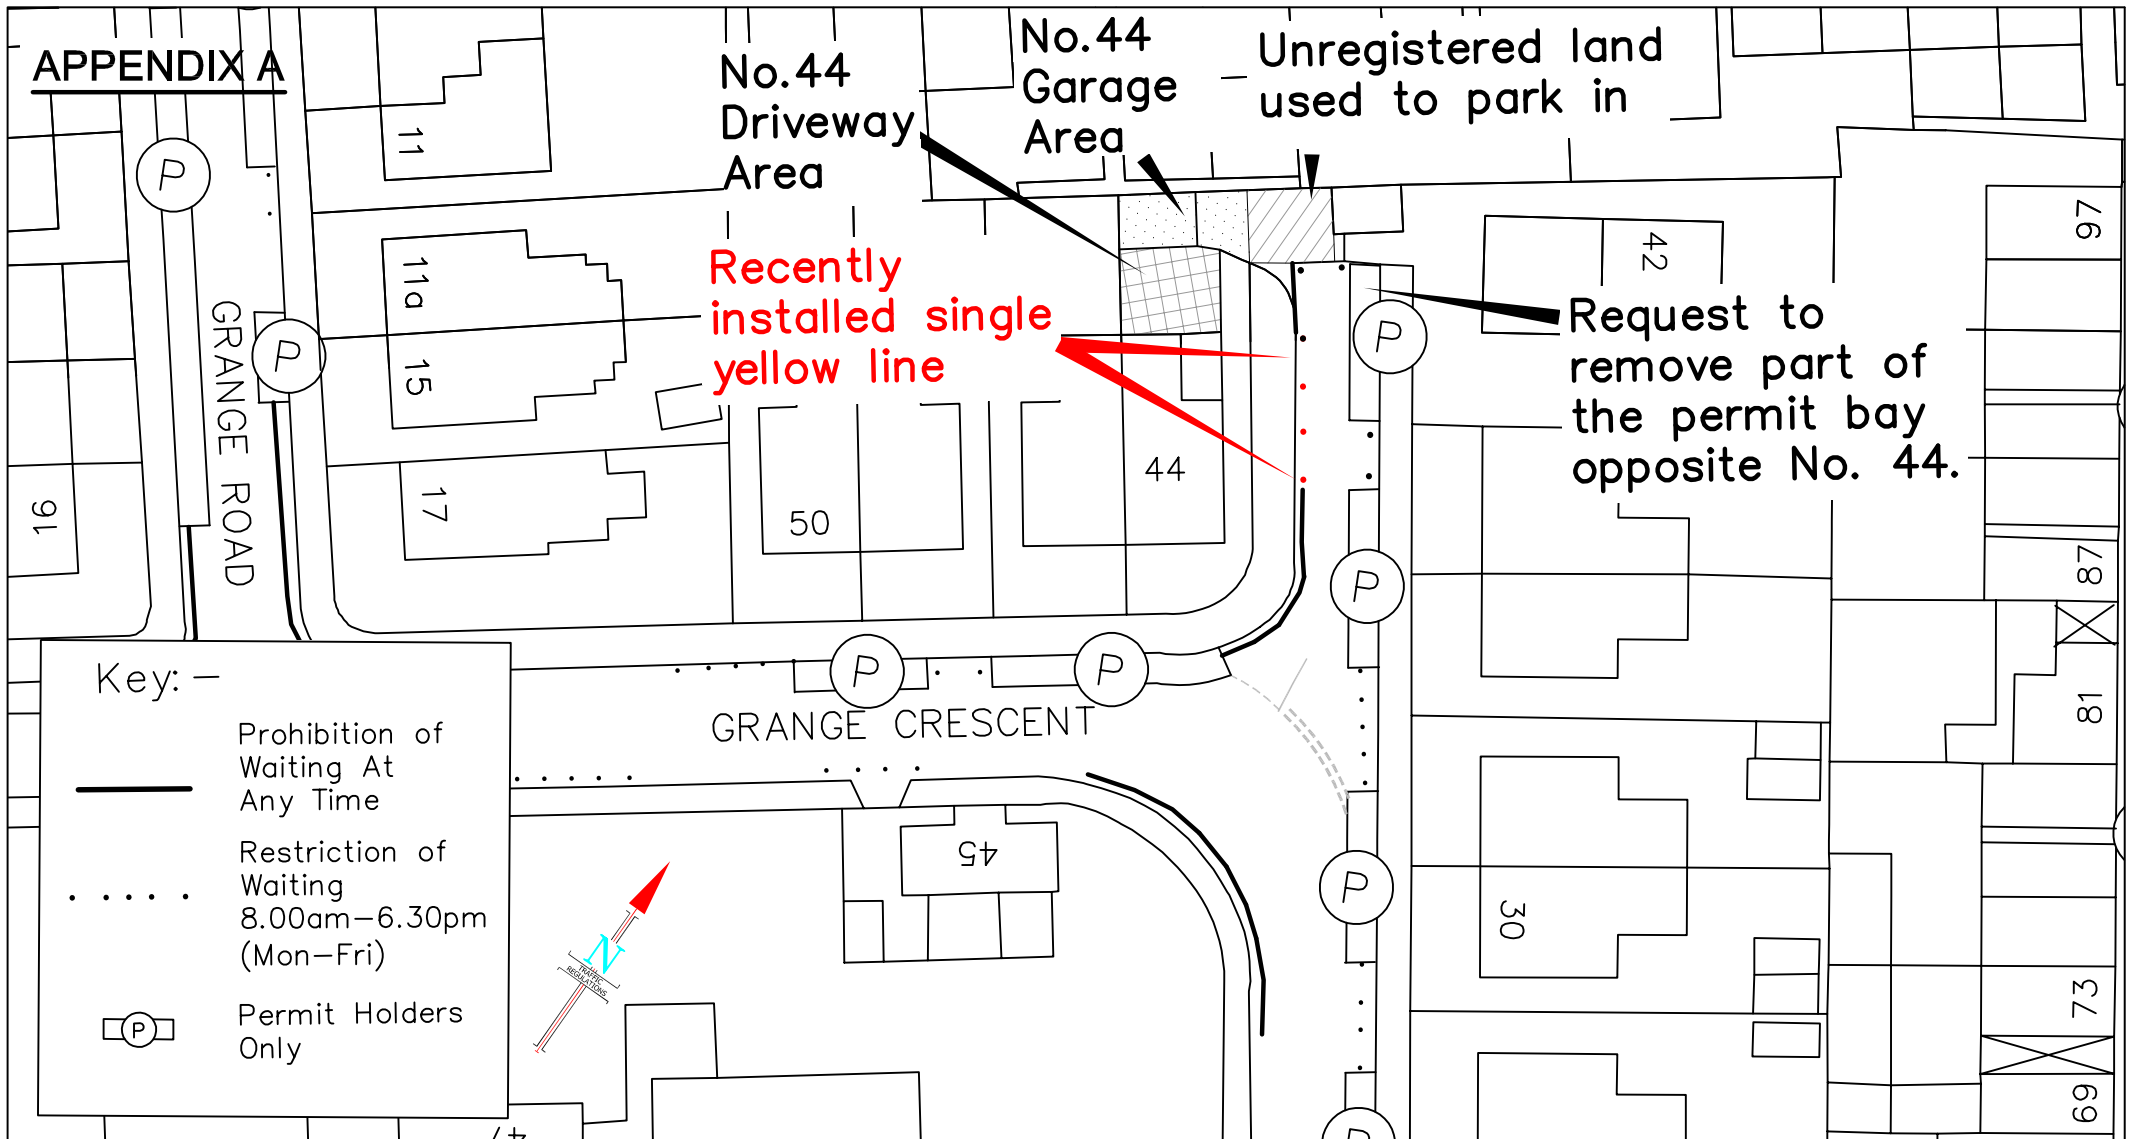 APPENDIX A
No.44
Driveway
Area
No.44
Garage
Area
Unregistered land
used to park in
Recently
installed single
yellow line
Request to
remove part of
the permit bay
opposite No. 44.
P
P
P
P
P
P
P
P
GRANGE ROAD
GRANGE CRESCENT
11
11a
15
17
16
50
44
42
97
87
81
73
69
30
45
47
Key:-
Prohibition of
Waiting At
Any Time
Restriction of
Waiting
8.00am-6.30pm
(Mon-Fri)
P
Permit Holders
Only
N
TRAFFIC
REGULATIONS